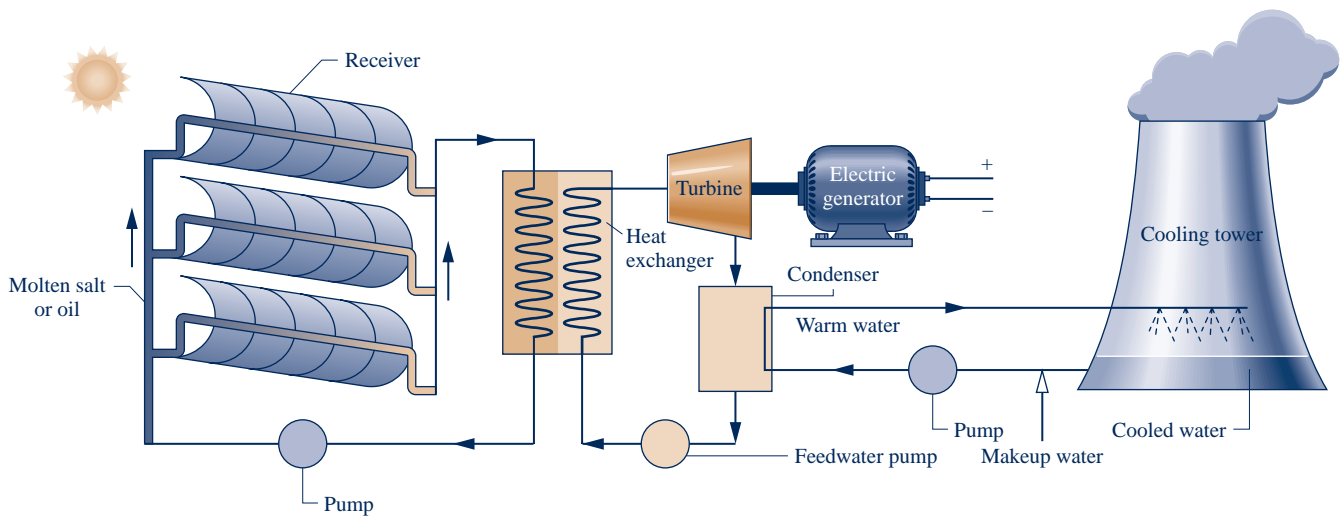 Receiver
Molten salt
or oil
Pump
Heat
exchanger
Turbine
Electric
generator
+
−
Condenser
Warm water
Feedwater pump
Pump
Makeup water
Cooling tower
Cooled water